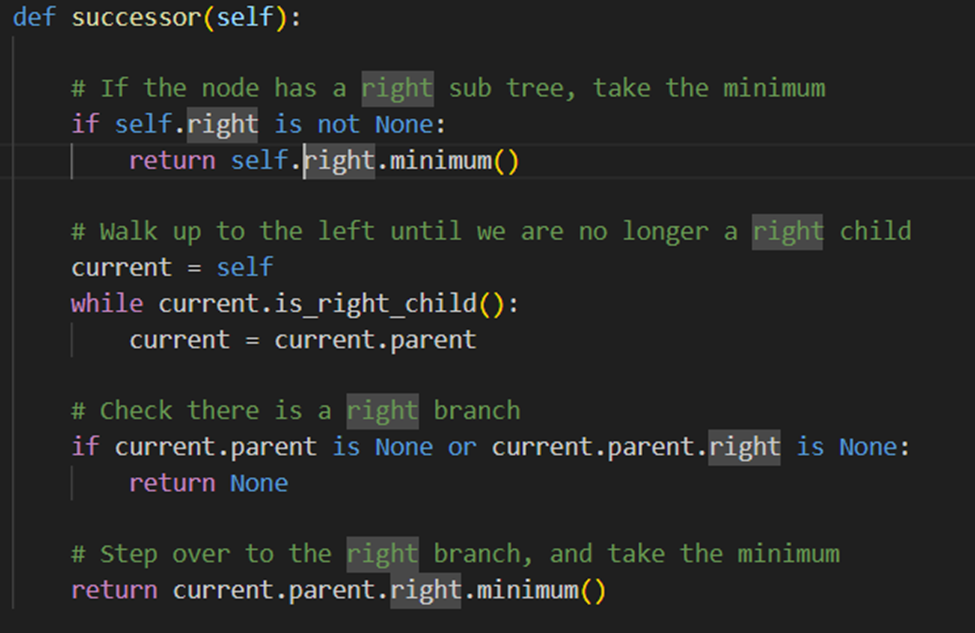 def successor(self):
    # If the node has a right sub tree, take the minimum
    if self.right is not None:
        return self.right.minimum()
    # Walk up to the left until we are no longer a right child
    current = self
    while current.is_right_child():
        current = current.parent
    # Check there is a right branch
    if current.parent is None or current.parent.right is None:
        return None
    # Step over to the right branch, and take the minimum
    return current.parent.right.minimum()